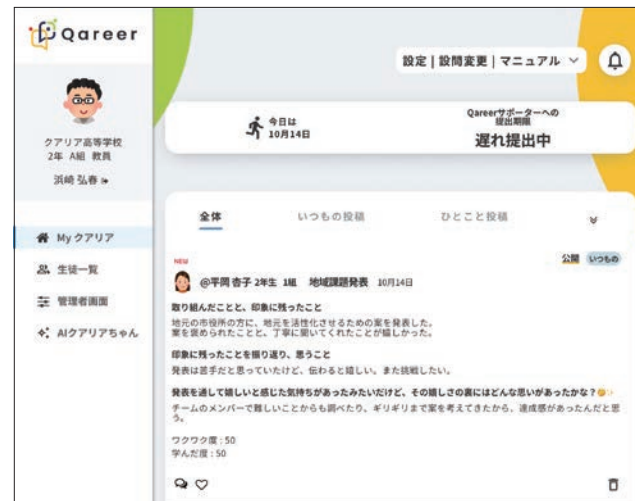 Qareer
クアリア高等学校
2年 A組 教員
浜崎 弘春
My クアリア
生徒一覧
管理者画面
AIクアリアちゃん
設定 | 設問変更 | マニュアル
今日は
10月14日
Qareerサポーターへの
提出期限
遅れ提出中
全体 いつもの投稿 ひとこと投稿
NEW
公開 いつもの
@平岡 杏子 2年生 1組 地域課題発表 10月14日
取り組んだことと、印象に残ったこと
地元の市役所の方に、地元を活性化させるための案を発表した。
案を褒められたことと、丁寧に聞いてくれたことが嬉しかった。
印象に残ったことを振り返り、思うこと
発表は苦手だと思っていたけど、伝わると嬉しい。また挑戦したい。
発表を通して嬉しいと感じた気持ちがあったみたいだけど、その嬉しさの裏にはどんな思いがあったかな？
チームのメンバーで難しいことからも調べたり、ギリギリまで案を考えてきたから、達成感があったんだと思
う。
ワクワク度 : 50
学んだ度 : 50